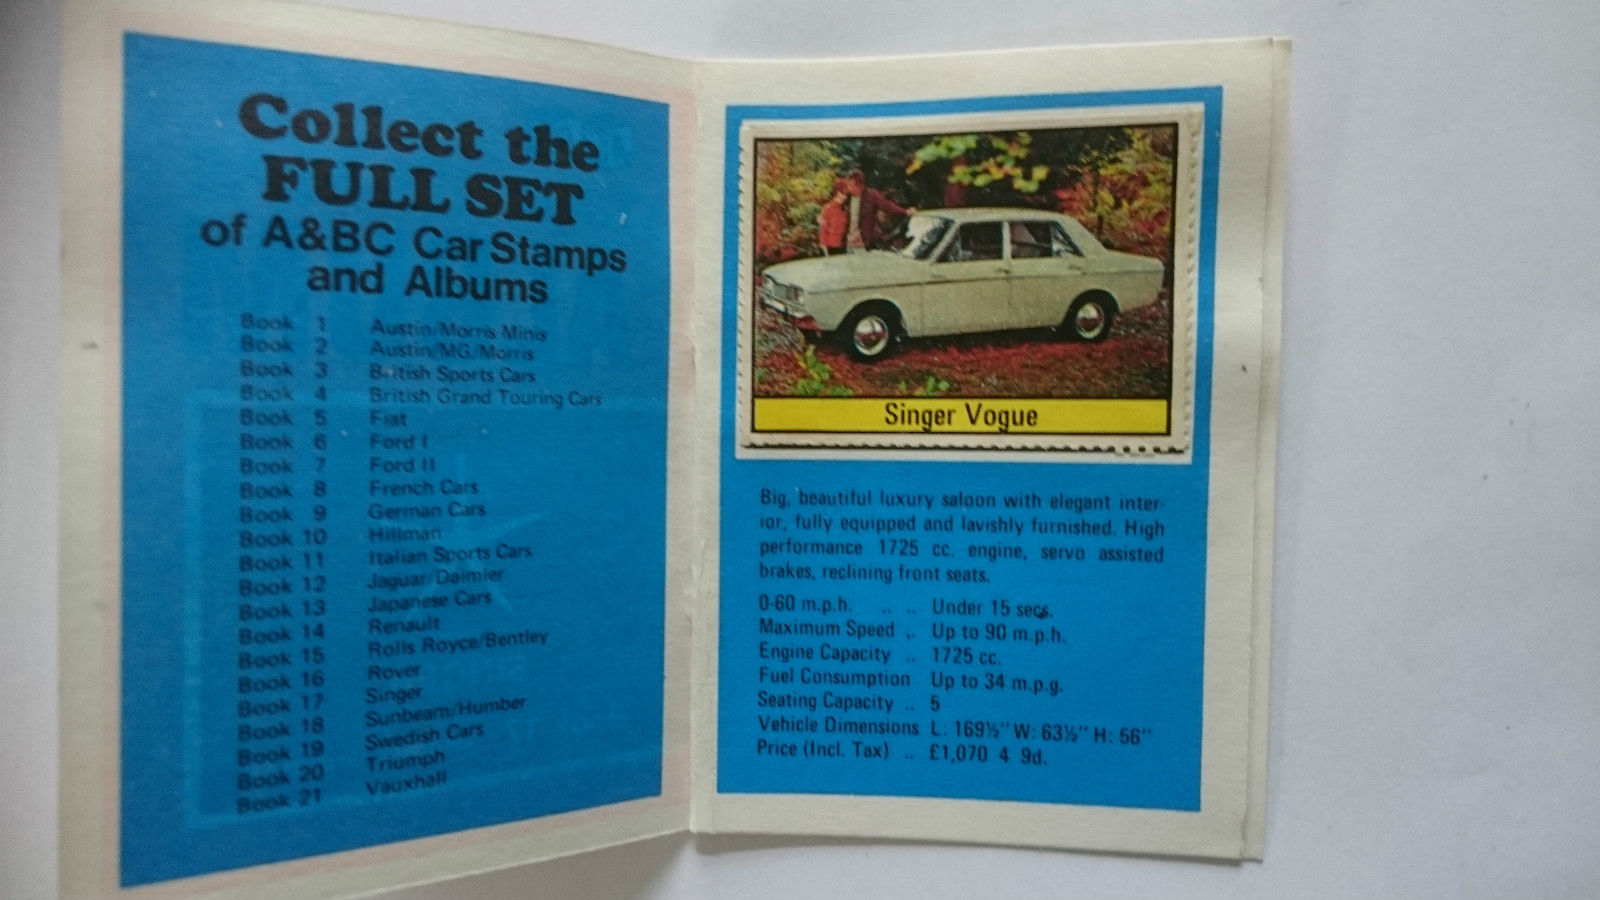 Collect the
FULL SET
of A&BC Car Stamps
and Albums
Book 1 Austin/Morris Minis
Book 2 Austin/MG/Morris
Book 3 British Sports Cars
Book 4 British Grand Touring Cars
Book 5 Fiat
Book 6 Ford I
Book 7 Ford II
Book 8 French Cars
Book 9 German Cars
Book 10 Hillman
Book 11 Italian Sports Cars
Book 12 Jaguar/Daimler
Book 13 Japanese Cars
Book 14 Renault
Book 15 Rolls Royce/Bentley
Book 16 Rover
Book 17 Singer
Book 18 Sunbeam/Humber
Book 19 Swedish Cars
Book 20 Triumph
Book 21 Vauxhall
Singer Vogue
Big, beautiful luxury saloon with elegant inter-
ior, fully equipped and lavishly furnished. High
performance 1725 cc. engine, servo assisted
brakes, reclining front seats.
0-60 m.p.h. .. .. Under 15 secs.
Maximum Speed .. Up to 90 m.p.h.
Engine Capacity .. 1725 cc.
Fuel Consumption Up to 34 m.p.g.
Seating Capacity .. 5
Vehicle Dimensions L: 169½" W: 63½" H: 56"
Price (Incl. Tax) .. £1,070 4 9d.